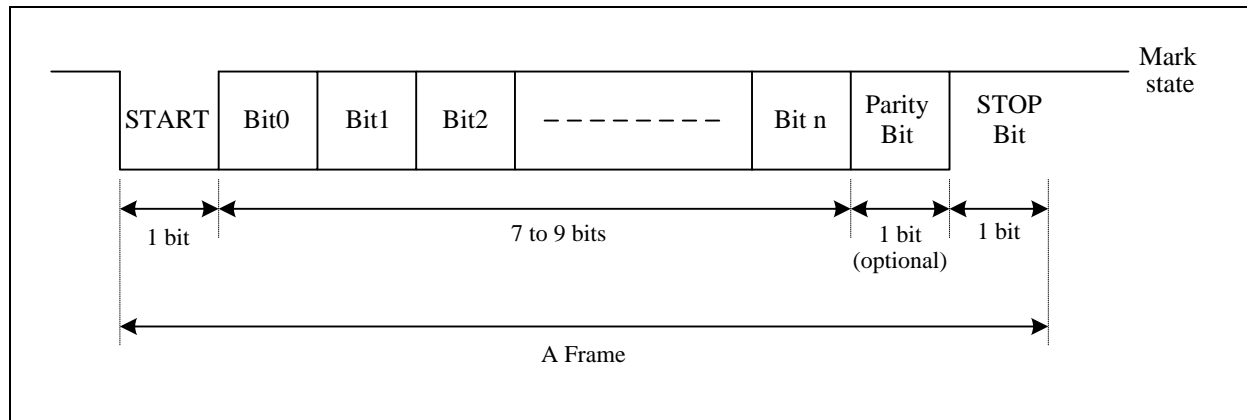 Mark
state
START
Bit0
Bit1
Bit2
Bit n
Parity
Bit
STOP
Bit
1 bit
7 to 9 bits
1 bit
(optional)
1 bit
A Frame